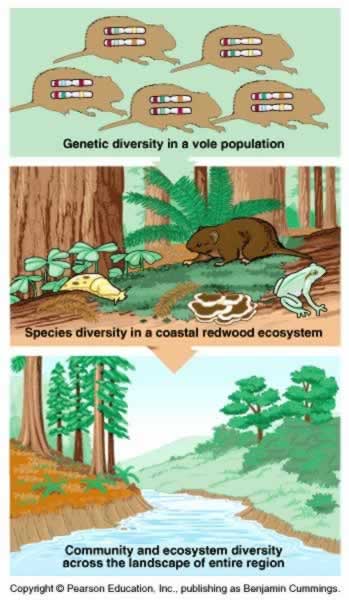 Genetic diversity in a vole population
Species diversity in a coastal redwood ecosystem
Community and ecosystem diversity
across the landscape of entire region
Copyright © Pearson Education, Inc., publishing as Benjamin Cummings.